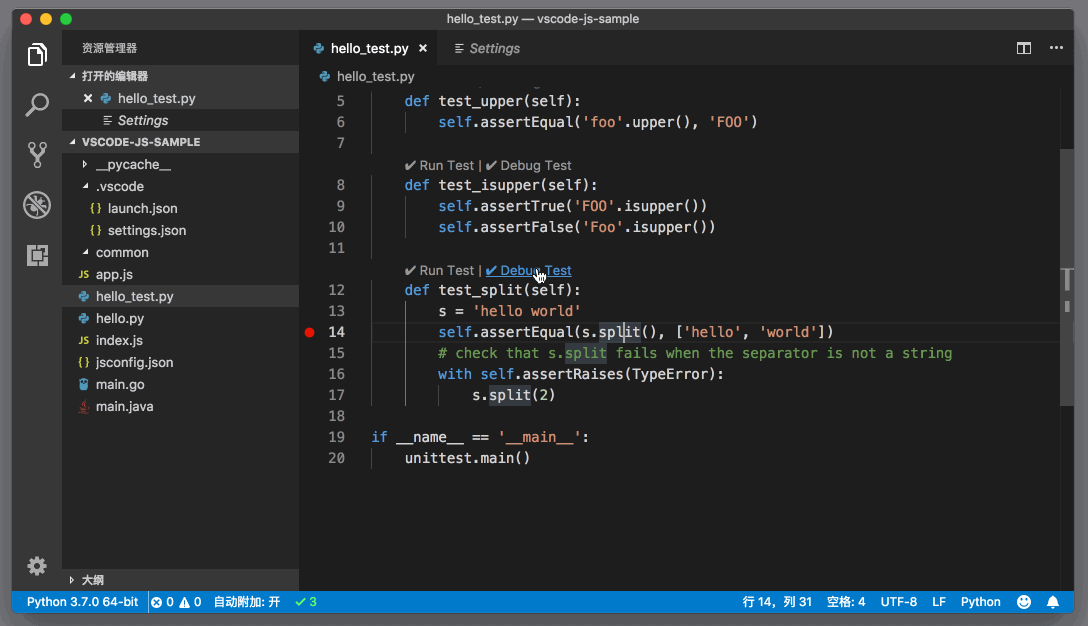 hello_test.py — vscode-js-sample
资源管理器
打开的编辑器
hello_test.py
Settings
VSCODE-JS-SAMPLE
__pycache__
.vscode
{ } launch.json
{ } settings.json
common
JS app.js
hello_test.py
hello.py
JS index.js
{ } jsconfig.json
main.go
main.java
大纲
hello_test.py
Settings
hello_test.py
5 def test_upper(self):
6 self.assertEqual('foo'.upper(), 'FOO')
7
✔ Run Test | ✔ Debug Test
8 def test_isupper(self):
9 self.assertTrue('FOO'.isupper())
10 self.assertFalse('Foo'.isupper())
11
✔ Run Test | ✔ Debug Test
12 def test_split(self):
13 s = 'hello world'
14 self.assertEqual(s.split(), ['hello', 'world'])
15 # check that s.split fails when the separator is not a string
16 with self.assertRaises(TypeError):
17 s.split(2)
18
19 if __name__ == '__main__':
20 unittest.main()
Python 3.7.0 64-bit 0 0 自动附加: 开 ✓ 3 行 14，列 31 空格: 4 UTF-8 LF Python